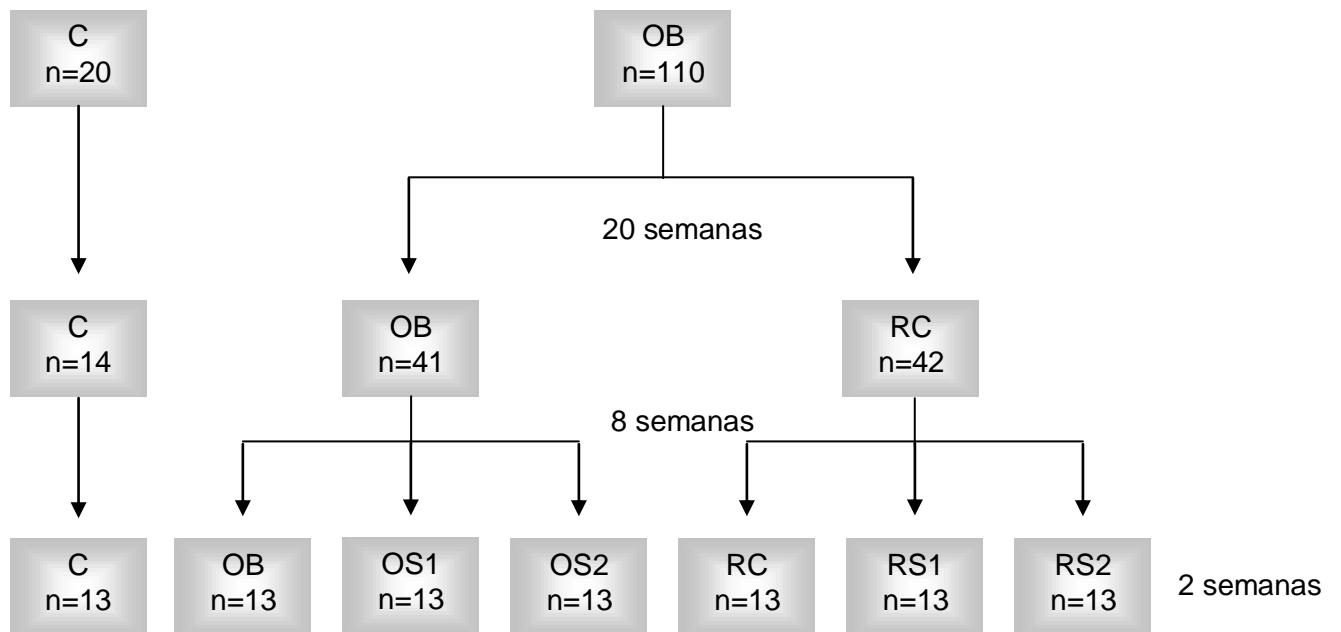 C
n=20
OB
n=110
20 semanas
C
n=14
OB
n=41
RC
n=42
8 semanas
C
n=13
OB
n=13
OS1
n=13
OS2
n=13
RC
n=13
RS1
n=13
RS2
n=13
2 semanas